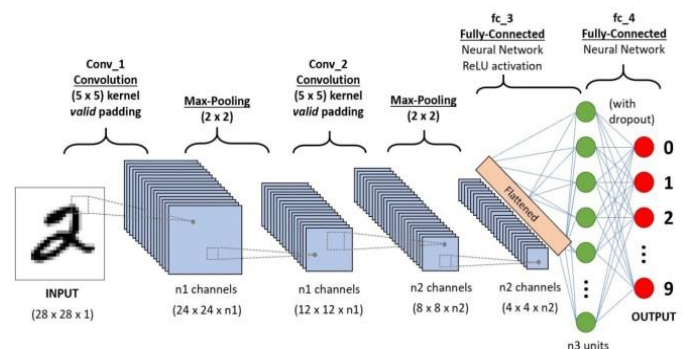 fc_3
Fully-Connected
Neural Network
ReLU activation
fc_4
Fully-Connected
Neural Network
Conv_1
Convolution
(5 x 5) kernel
valid padding
Max-Pooling
(2 x 2)
Conv_2
Convolution
(5 x 5) kernel
valid padding
Max-Pooling
(2 x 2)
(with
dropout)
Flattened
2
0
1
2
9
INPUT
(28 x 28 x 1)
n1 channels
(24 x 24 x n1)
n1 channels
(12 x 12 x n1)
n2 channels
(8 x 8 x n2)
n2 channels
(4 x 4 x n2)
OUTPUT
n3 units